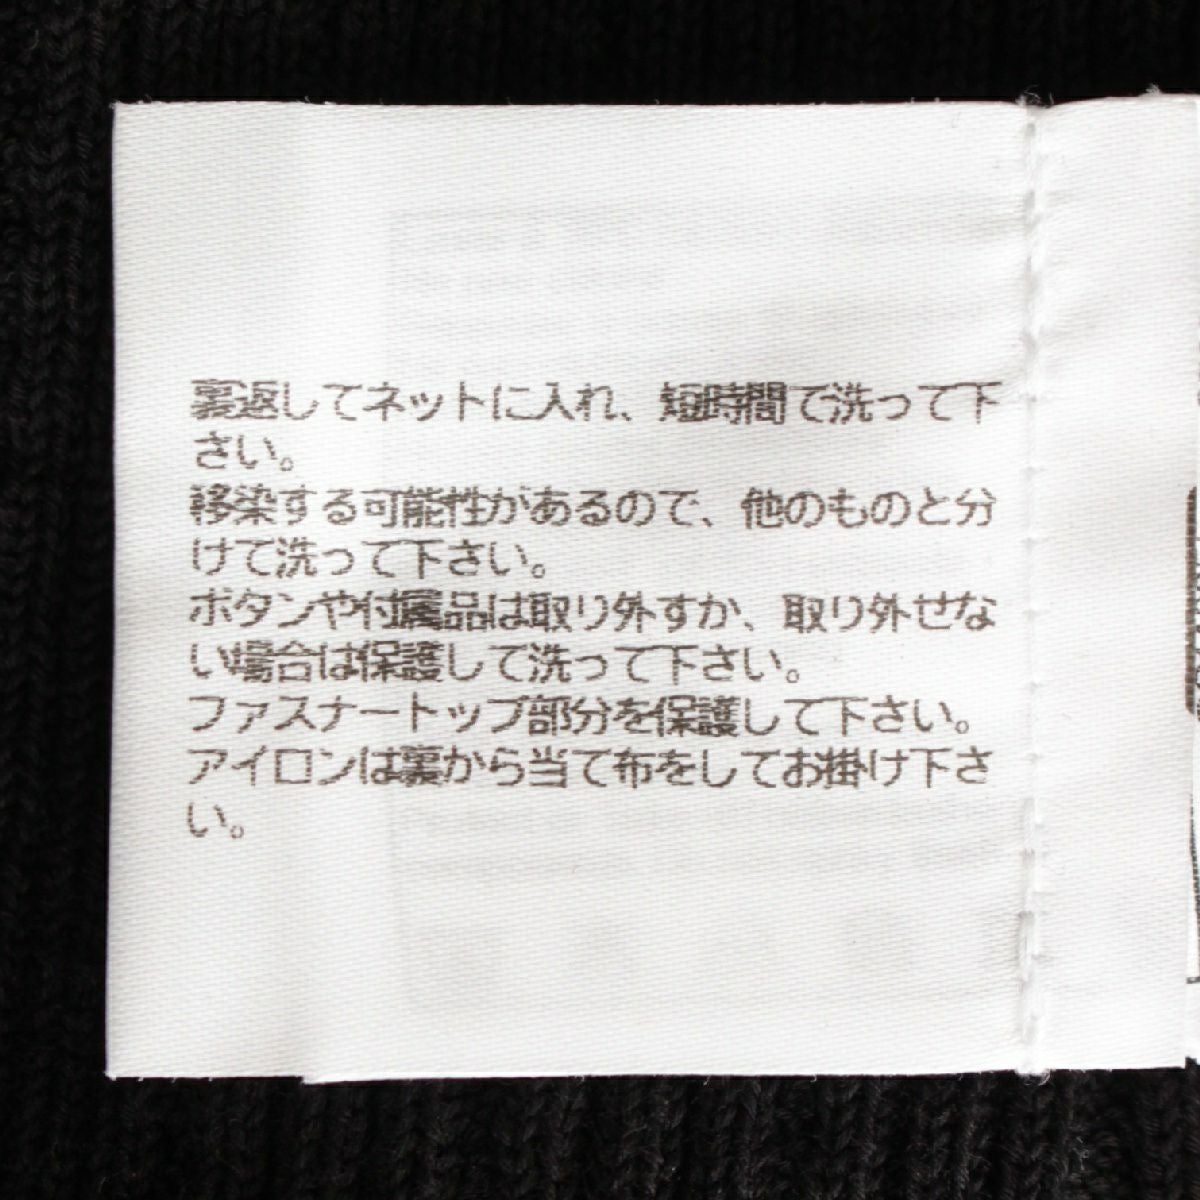 裏返してネットに入れ、短時間で洗って下
さい。
移染する可能性があるので、他のものと分
けて洗って下さい。
ボタンや付属品は取り外すか、取り外せな
い場合は保護して洗って下さい。
ファスナートップ部分を保護して下さい。
アイロンは裏から当て布をしてお掛け下さ
い。